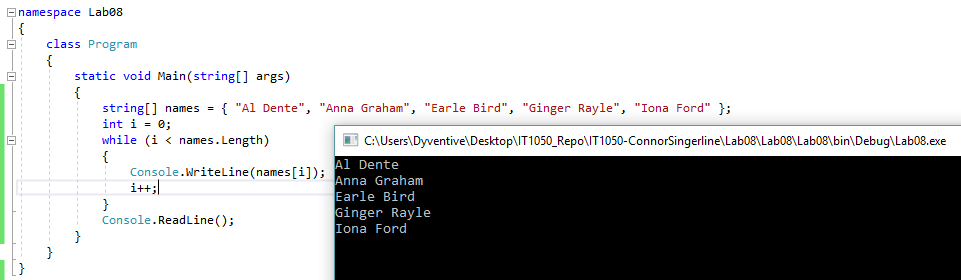 namespace Lab08
{
class Program
{
static void Main(string[] args)
{
string[] names = { "Al Dente", "Anna Graham", "Earle Bird", "Ginger Rayle", "Iona Ford" };
int i = 0;
while (i < names.Length)
{
Console.WriteLine(names[i]);
i++;
}
Console.ReadLine();
}
}
}
C:\Users\Dyventive\Desktop\IT1050_Repo\IT1050-ConnorSingerline\Lab08\Lab08\Lab08\bin\Debug\Lab08.exe
Al Dente
Anna Graham
Earle Bird
Ginger Rayle
Iona Ford